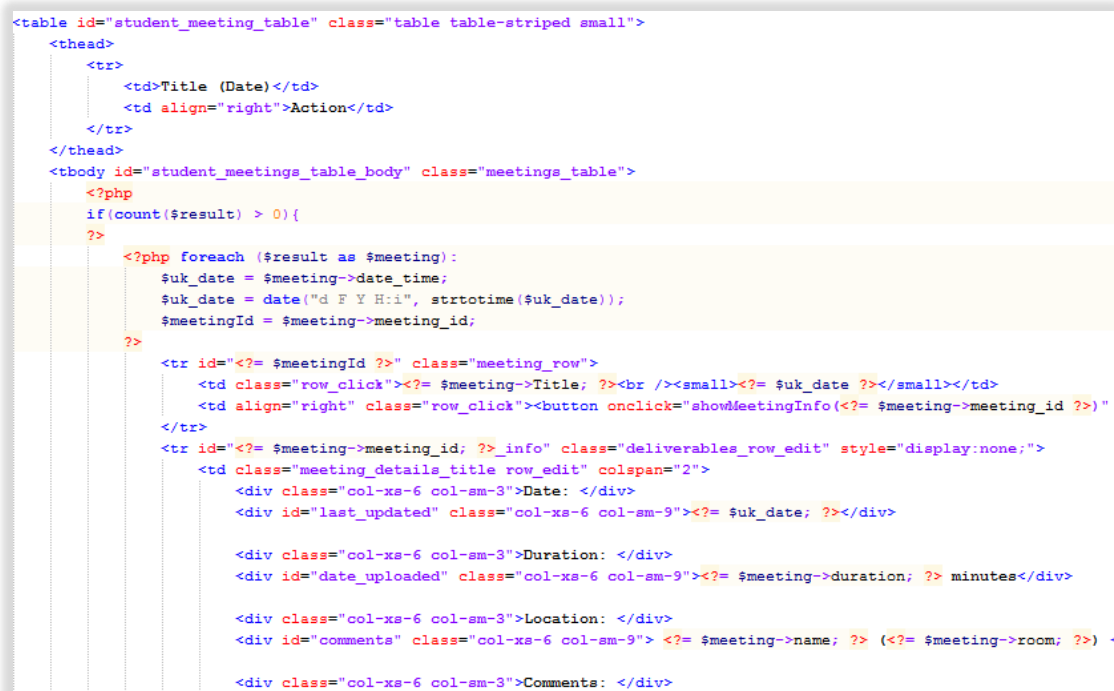 <table id="student_meeting_table" class="table table-striped small">
<thead>
<tr>
<td>Title (Date)</td>
<td align="right">Action</td>
</tr>
</thead>
<tbody id="student_meetings_table_body" class="meetings_table">
<?php
if(count($result) > 0){
?>
<?php foreach ($result as $meeting):
$uk_date = $meeting->date_time;
$uk_date = date("d F Y H:i", strtotime($uk_date));
$meetingId = $meeting->meeting_id;
?>
<tr id="<?= $meetingId ?>" class="meeting_row">
<td class="row_click"><?= $meeting->Title; ?><br /><small><?= $uk_date ?></small></td>
<td align="right" class="row_click"><button onclick="showMeetingInfo(<?= $meeting->meeting_id ?>)"
</tr>
<tr id="<?= $meeting->meeting_id; ?>_info" class="deliverables_row_edit" style="display:none;">
<td class="meeting_details_title row_edit" colspan="2">
<div class="col-xs-6 col-sm-3">Date: </div>
<div id="last_updated" class="col-xs-6 col-sm-9"><?= $uk_date; ?></div>
<div class="col-xs-6 col-sm-3">Duration: </div>
<div id="date_uploaded" class="col-xs-6 col-sm-9"><?= $meeting->duration; ?> minutes</div>
<div class="col-xs-6 col-sm-3">Location: </div>
<div id="comments" class="col-xs-6 col-sm-9"> <?= $meeting->name; ?> (<?= $meeting->room; ?>) <
<div class="col-xs-6 col-sm-3">Comments: </div>